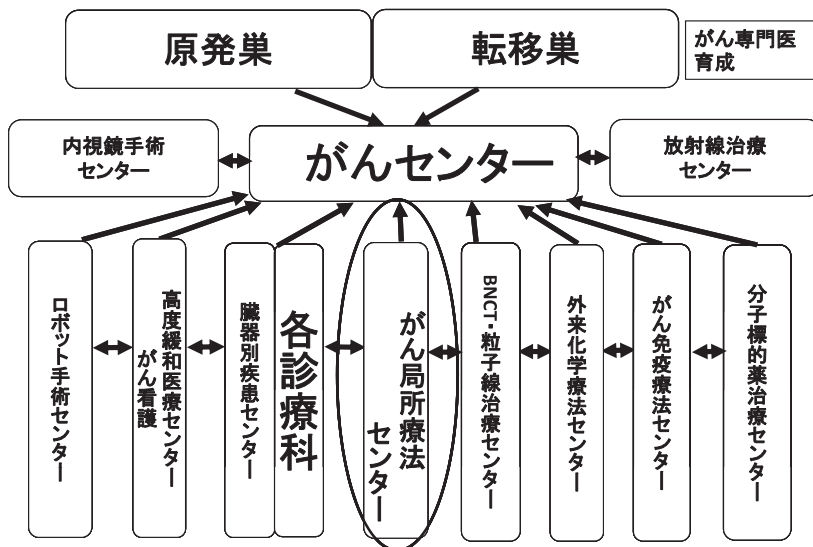 原発巣
転移巣
がん専門医
育成
内視鏡手術
センター
がんセンター
放射線治療
センター
ロボット手術センター
高度緩和医療センター
がん看護
臓器別疾患センター
各診療科
がん局所療法
センター
BNCT・粒子線治療センター
外来化学療法センター
がん免疫療法センター
分子標的薬治療センター